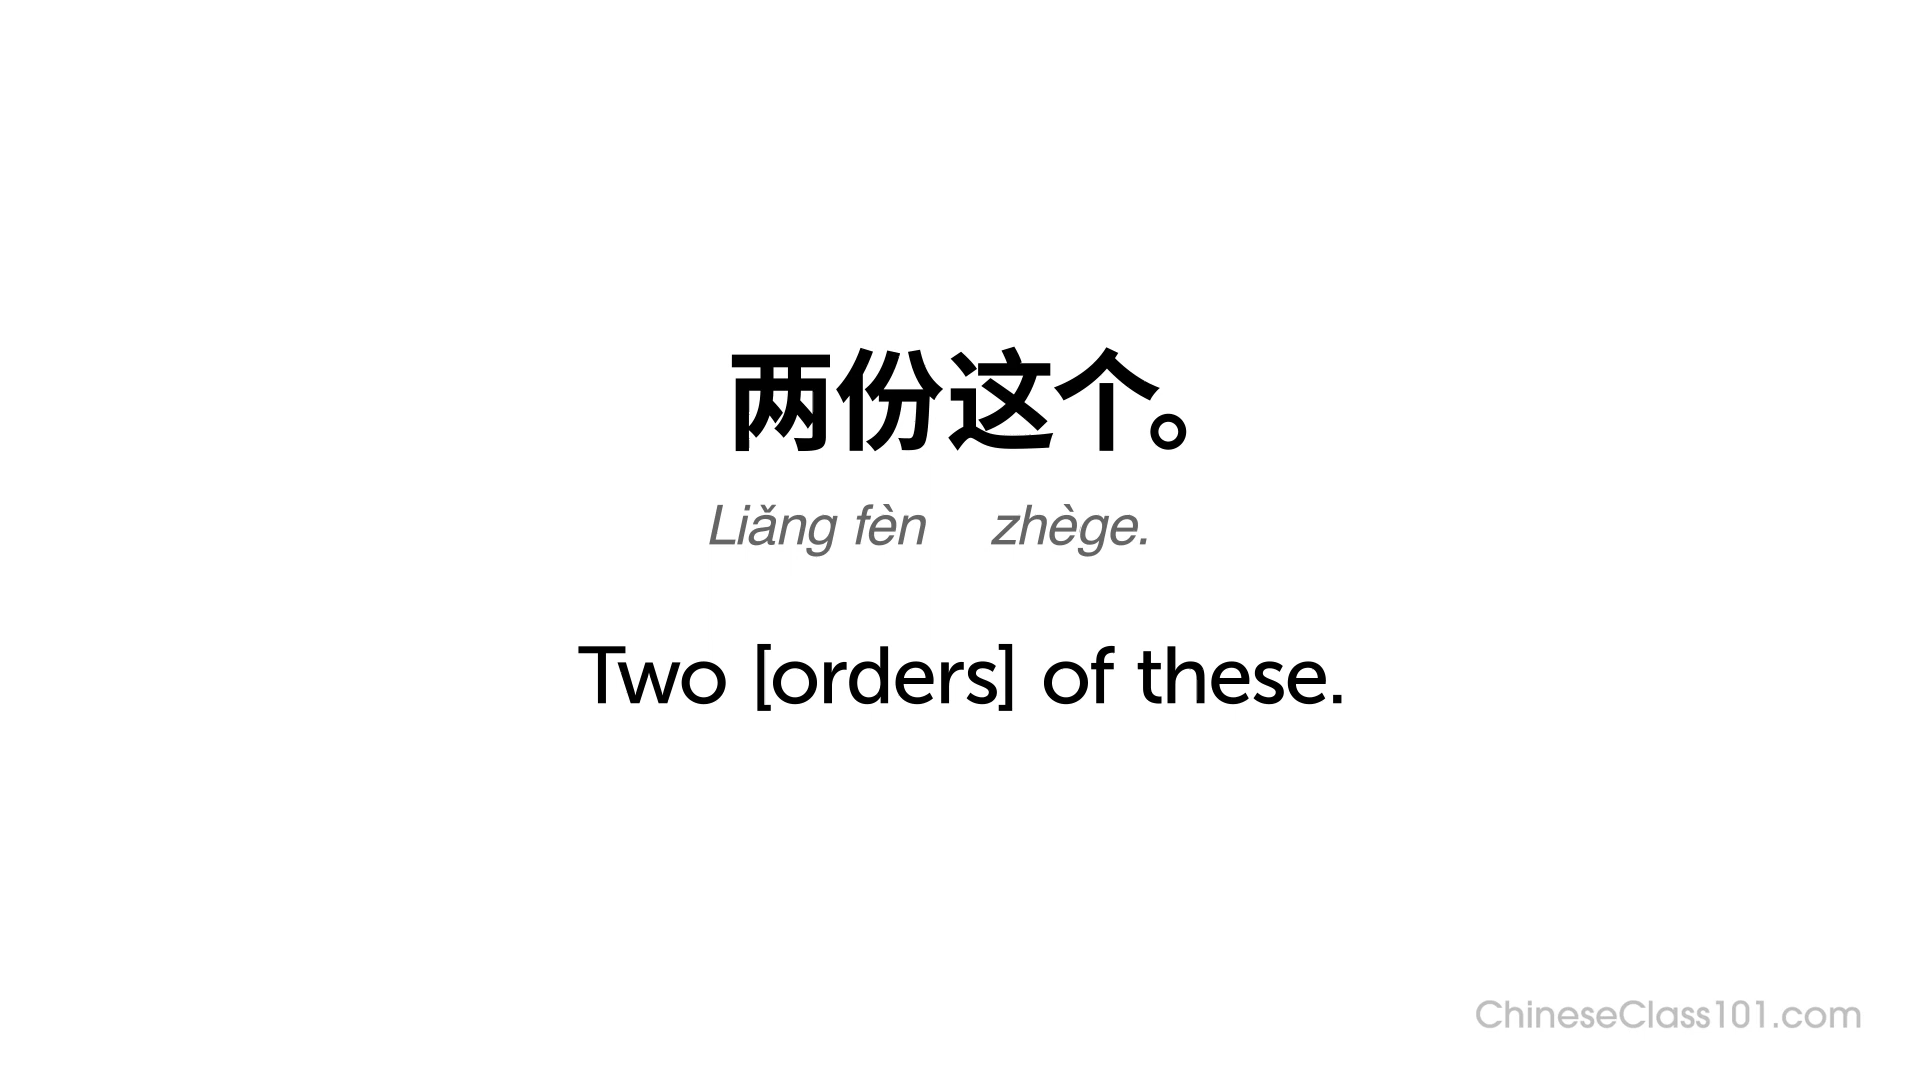 两份这个。
Liǎng fèn zhège.
Two [orders] of these.
ChineseClass101.com